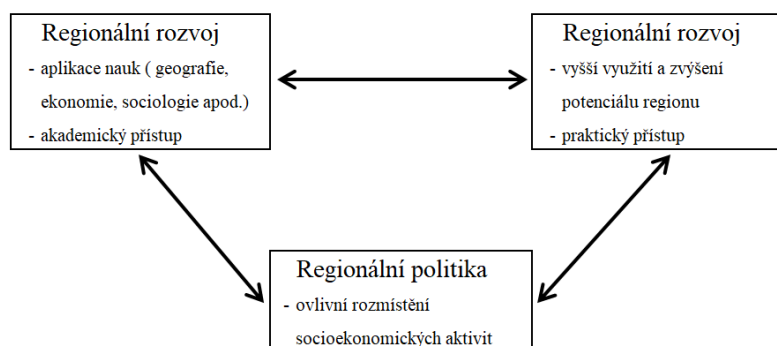 Regionální rozvoj
- aplikace nauk ( geografie,
ekonomie, sociologie apod.)
- akademický přístup
Regionální rozvoj
- vyšší využití a zvýšení
potenciálu regionu
- praktický přístup
Regionální politika
- ovlivní rozmístění
socioekonomických aktivit